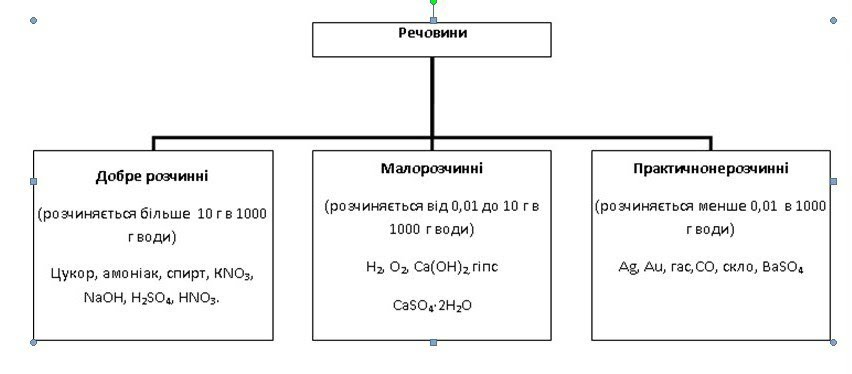 Речовини
Добре розчинні
(розчиняється більше 10 г в 1000
г води)
Цукор, амоніак, спирт, KNO₃,
NaOH, H₂SO₄, HNO₃.
Малорозчинні
(розчиняється від 0,01 до 10 г в
1000 г води)
H₂, O₂, Ca(OH)₂,гіпс
CaSO₄·2H₂O
Практичнонерозчинні
(розчиняється менше 0,01 в 1000
г води)
Ag, Au, гас,CO, скло, BaSO₄